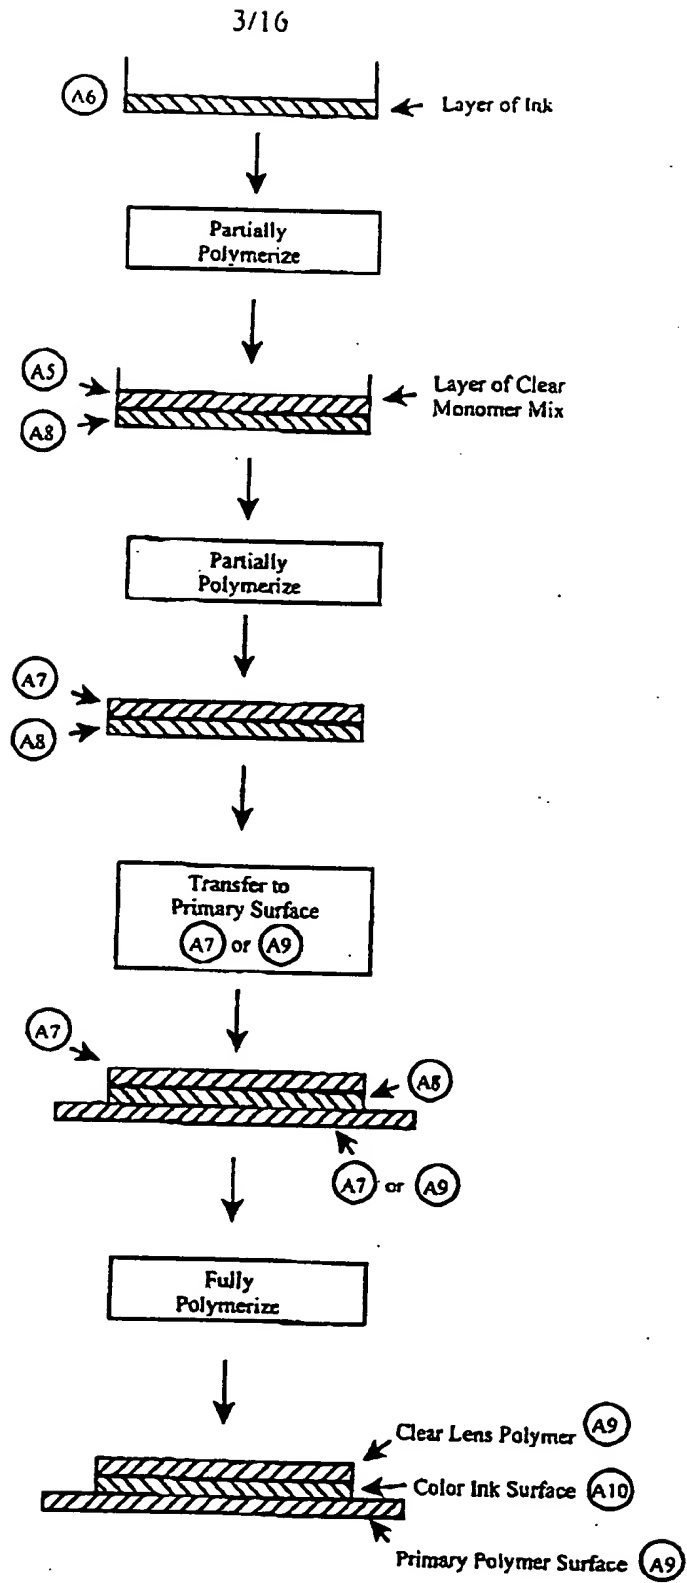 3/16
A6
Layer of Ink
Partially
Polymerize
A5
Layer of Clear
Monomer Mix
A8
Partially
Polymerize
A7
A8
Transfer to
Primary Surface
A7 or A9
A7
A8
A7 or A9
Fully
Polymerize
Clear Lens Polymer A9
Color Ink Surface A10
Primary Polymer Surface A9